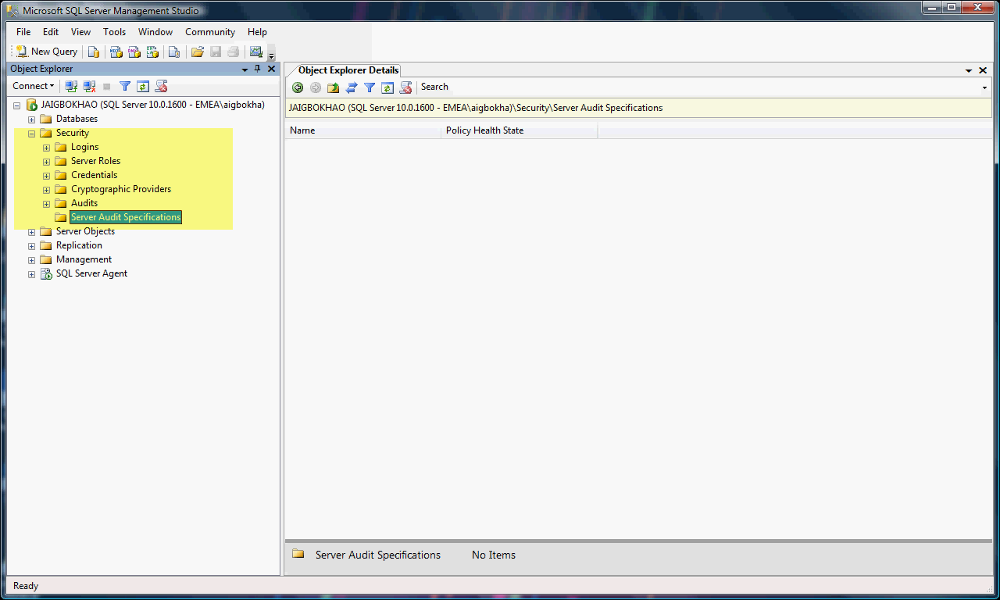 Microsoft SQL Server Management Studio
File Edit View Tools Window Community Help
New Query
Object Explorer
Connect
JAIGBOKHAO (SQL Server 10.0.1600 - EMEA\aigbokha)
Databases
Security
Logins
Server Roles
Credentials
Cryptographic Providers
Audits
Server Audit Specifications
Server Objects
Replication
Management
SQL Server Agent
Object Explorer Details
Search
JAIGBOKHAO (SQL Server 10.0.1600 - EMEA\aigbokha)\Security\Server Audit Specifications
Name Policy Health State
Server Audit Specifications No Items
Ready